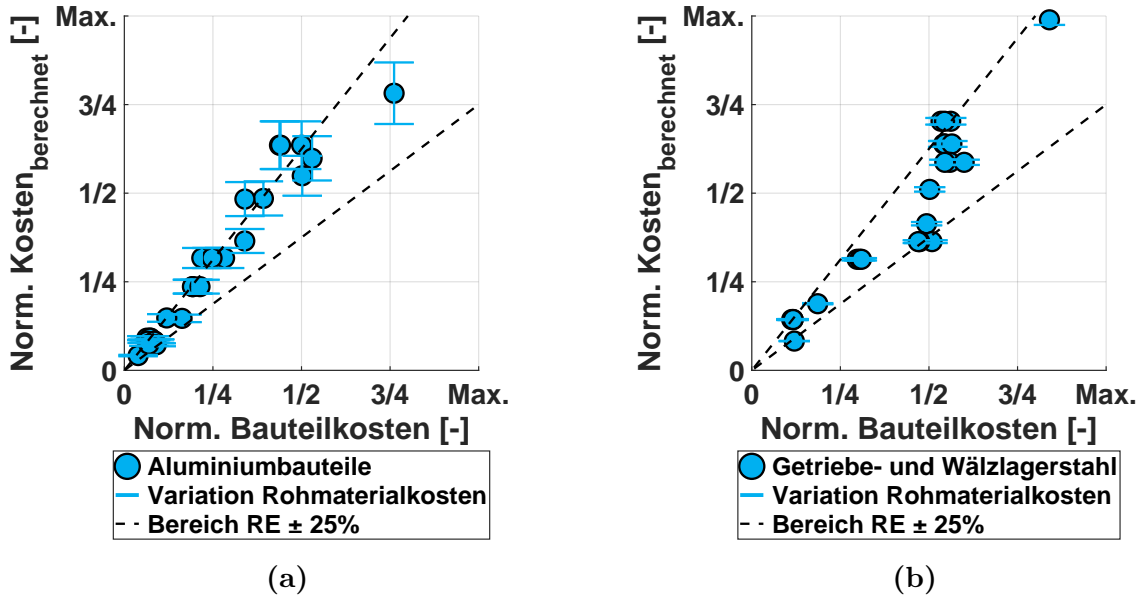 Max.
3/4
1/2
1/4
0
Norm. Kosten berechnet [-]
0
1/4
1/2
3/4
Max.
Norm. Bauteilkosten [-]
Aluminiumbauteile
Variation Rohmaterialkosten
Bereich RE ± 25%
(a)
Max.
3/4
1/2
1/4
0
Norm. Kosten berechnet [-]
0
1/4
1/2
3/4
Max.
Norm. Bauteilkosten [-]
Getriebe- und Wälzlagerstahl
Variation Rohmaterialkosten
Bereich RE ± 25%
(b)